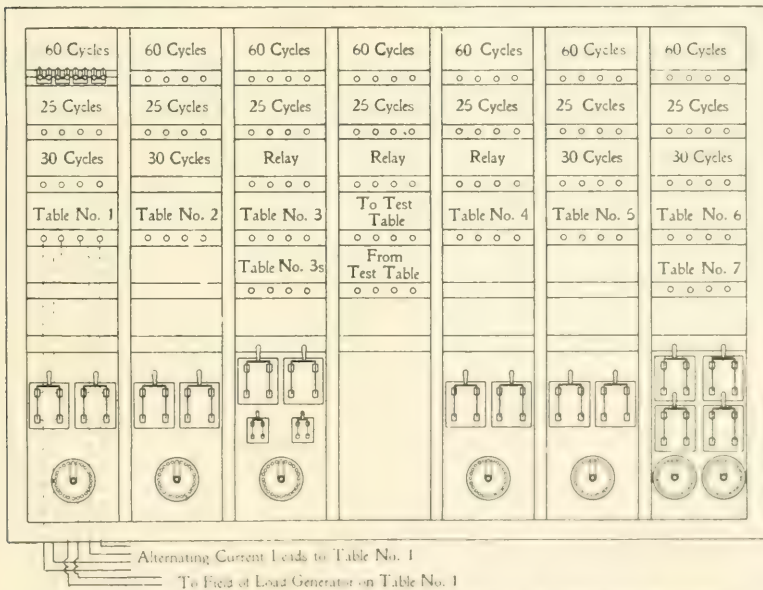 60 Cycles 60 Cycles 60 Cycles 60 Cycles 60 Cycles 60 Cycles 60 Cycles
25 Cycles 25 Cycles 25 Cycles 25 Cycles 25 Cycles 25 Cycles 25 Cycles
30 Cycles 30 Cycles Relay Relay Relay 30 Cycles 30 Cycles
Table No. 1 Table No. 2 Table No. 3 To Test Table No. 4 Table No. 5 Table No. 6
Table
Table No. 3s From Table No. 7
Test Table
Alternating Current Leads to Table No. 1
To Field of Load Generator on Table No. 1